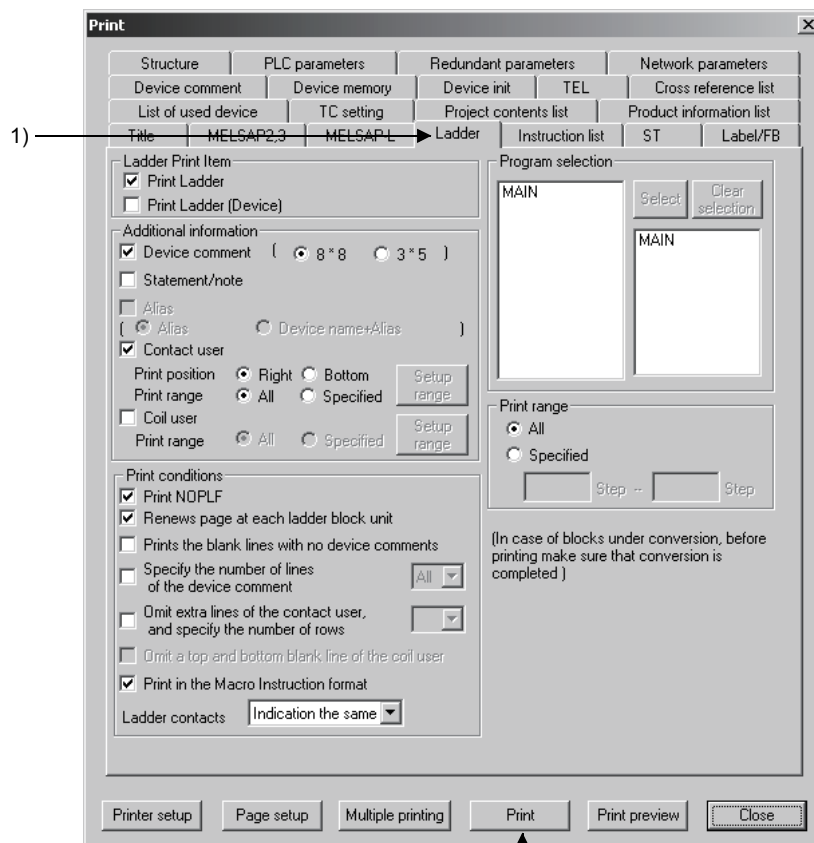 Print
Structure PLC parameters Redundant parameters Network parameters
Device comment Device memory Device init TEL Cross reference list
List of used device TC setting Project contents list Product information list
1) Title MELSAP2,3 MELSAP-L Ladder Instruction list ST Label/FB
Ladder Print Item
Print Ladder
Print Ladder (Device)
Additional information
Device comment ( 8*8 3*5 )
Statement/note
Alias
( Alias Device name+Alias )
Contact user
Print position Right Bottom
Print range All Specified
Setup
range
Coil user
Print range All Specified
Setup
range
Print conditions
Print NOPLF
Renews page at each ladder block unit
Prints the blank lines with no device comments
Specify the number of lines
of the device comment
All
Omit extra lines of the contact user,
and specify the number of rows
Omit a top and bottom blank line of the coil user
Print in the Macro Instruction format
Ladder contacts Indication the same
Program selection
MAIN
Select
Clear
selection
MAIN
Print range
All
Specified
Step -- Step
(In case of blocks under conversion, before
printing make sure that conversion is
completed )
Printer setup Page setup Multiple printing Print Print preview Close